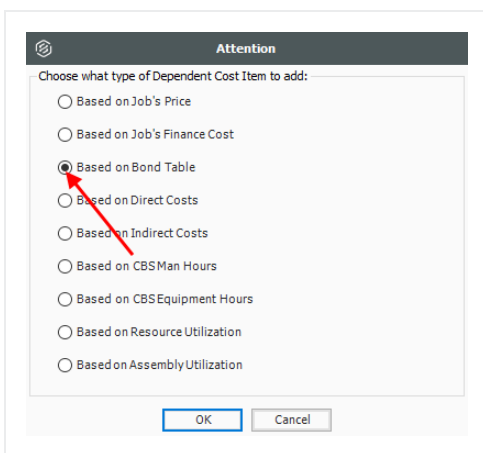 Attention
Choose what type of Dependent Cost Item to add:
Based on Job's Price
Based on Job's Finance Cost
Based on Bond Table
Based on Direct Costs
Based on Indirect Costs
Based on CBS Man Hours
Based on CBS Equipment Hours
Based on Resource Utilization
Based on Assembly Utilization
OK Cancel